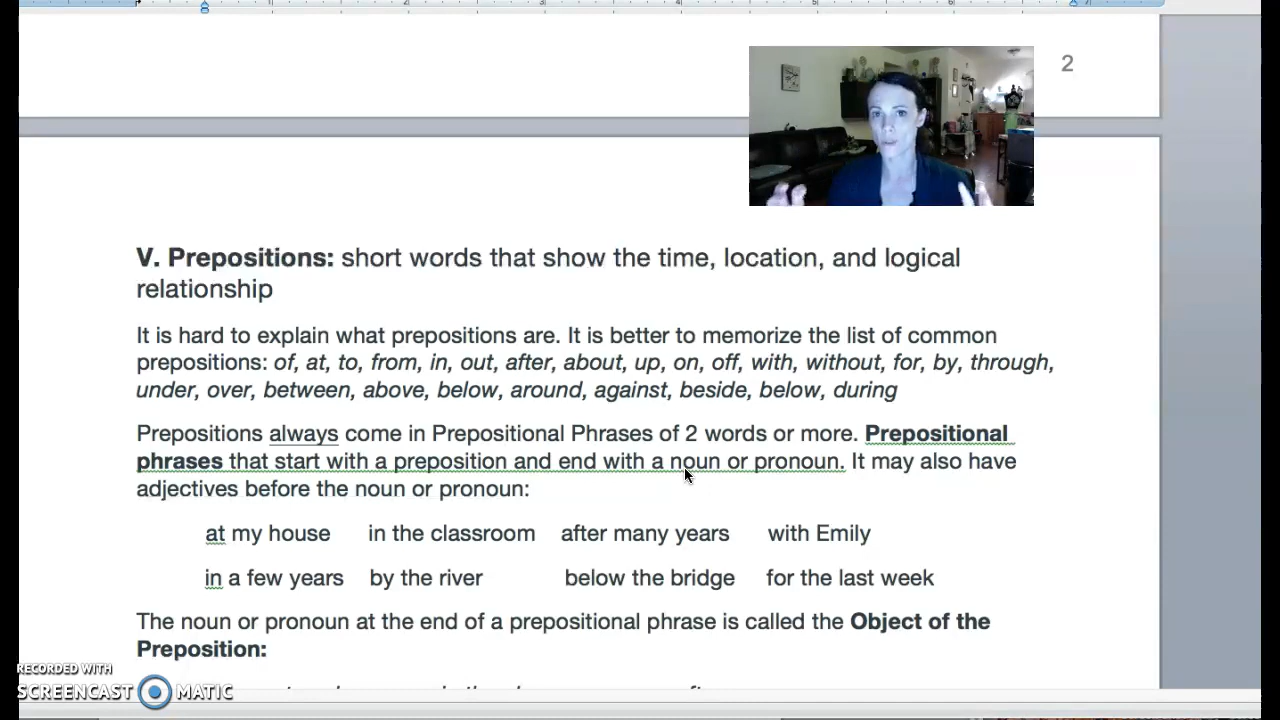 2
V. Prepositions: short words that show the time, location, and logical
relationship
It is hard to explain what prepositions are. It is better to memorize the list of common
prepositions: of, at, to, from, in, out, after, about, up, on, off, with, without, for, by, through,
under, over, between, above, below, around, against, beside, below, during
Prepositions always come in Prepositional Phrases of 2 words or more. Prepositional
phrases that start with a preposition and end with a noun or pronoun. It may also have
adjectives before the noun or pronoun:
at my house in the classroom after many years with Emily
in a few years by the river below the bridge for the last week
The noun or pronoun at the end of a prepositional phrase is called the Object of the
Preposition:
RECORDED WITH
SCREENCAST MATIC